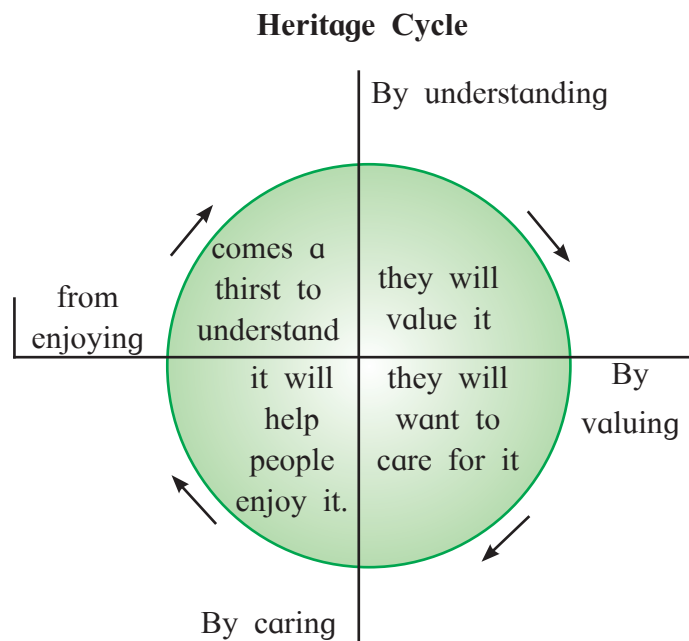 Heritage Cycle
By understanding
they will
value it
By
valuing
they will
want to
care for it
By caring
it will
help
people
enjoy it.
from
enjoying
comes a
thirst to
understand